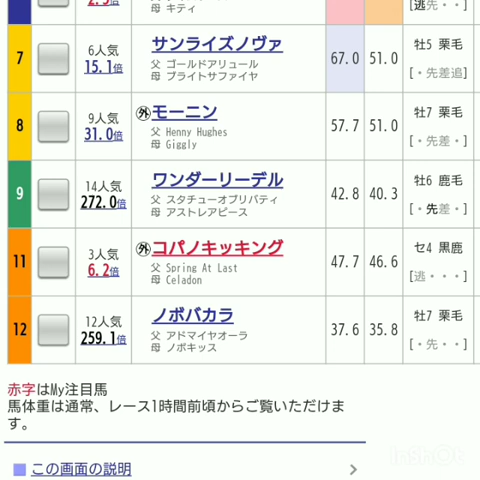 2.5倍
母 キティ
[逃先・・]
7
6人気
15.1倍
サンライズノヴァ
父 ゴールドアリュール
母 ブライトサファイヤ
67.0
51.0
牡5 栗毛
[・先差追]
8
9人気
31.0倍
外モーニン
父 Henny Hughes
母 Giggly
57.7
51.0
牡7 栗毛
[・先差・]
9
14人気
272.0倍
ワンダーリーデル
父 スタチューオブリバティ
母 アストレアピース
42.8
40.3
牡6 鹿毛
[・先差・]
11
3人気
6.2倍
外コパノキッキング
父 Spring At Last
母 Celadon
47.7
46.6
セ4 黒鹿
[逃・・・]
12
12人気
259.1倍
ノボバカラ
父 アドマイヤオーラ
母 ノボキッス
37.6
35.8
牡7 栗毛
[・先・・]
赤字はMy注目馬
馬体重は通常、レース1時間前頃からご覧いただけま
す。
この画面の説明
inshot